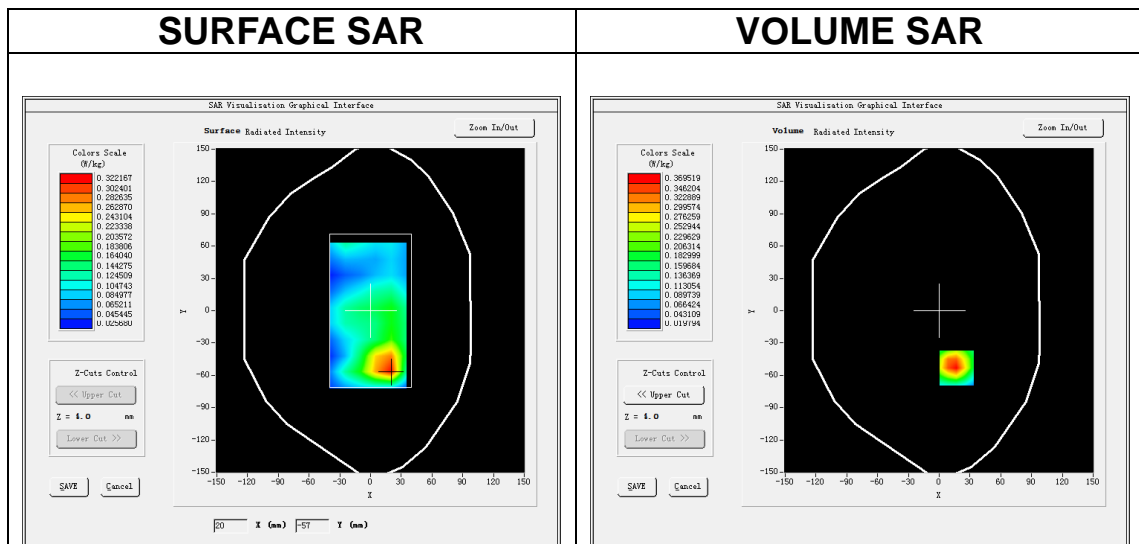 SURFACE SAR
VOLUME SAR
SAR Visualisation Graphical Interface
Surface Radiated Intensity
Zoom In/Out
Colors Scale
(W/kg)
0.322167
0.302401
0.282635
0.262870
0.243104
0.223338
0.203572
0.183806
0.164040
0.144275
0.124509
0.104743
0.084977
0.065211
0.045445
0.025680
150
120
90
60
30
0
-30
-60
-90
-120
-150
Y
-150 -120 -90 -60 -30 0 30 60 90 120 150
X
Z-Cuts Control
<< Upper Cut
Z = 4.0 mm
Lower Cut >>
SAVE Cancel
20 X (mm) -57 Y (mm)
SAR Visualisation Graphical Interface
Volume Radiated Intensity
Zoom In/Out
Colors Scale
(W/kg)
0.369519
0.346204
0.322889
0.299574
0.276259
0.252944
0.229629
0.206314
0.182999
0.159684
0.136369
0.113054
0.089739
0.066424
0.043109
0.019794
150
120
90
60
30
0
-30
-60
-90
-120
-150
Y
-150 -120 -90 -60 -30 0 30 60 90 120 150
X
Z-Cuts Control
<< Upper Cut
Z = 4.0 mm
Lower Cut >>
SAVE Cancel